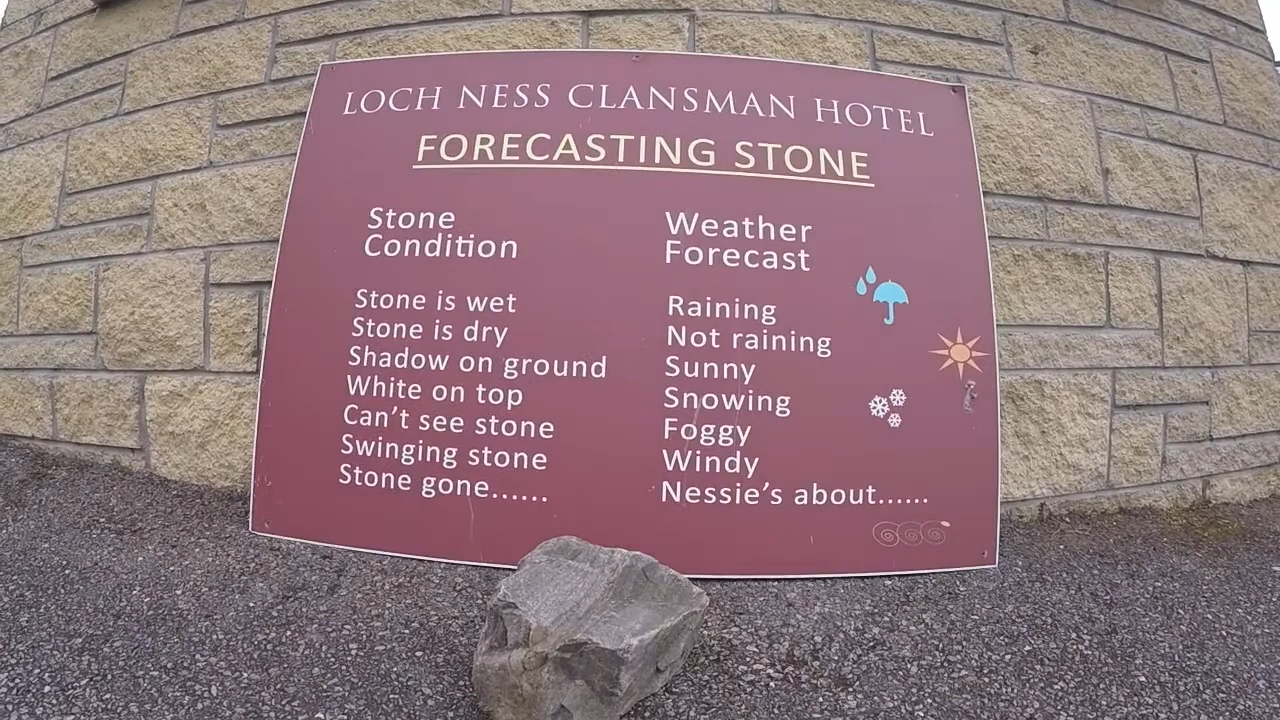 LOCH NESS CLANSMAN HOTEL
FORECASTING STONE
Stone Condition
Weather Forecast
Stone is wet Raining
Stone is dry Not raining
Shadow on ground Sunny
White on top Snowing
Can't see stone Foggy
Swinging stone Windy
Stone gone...... Nessie's about......